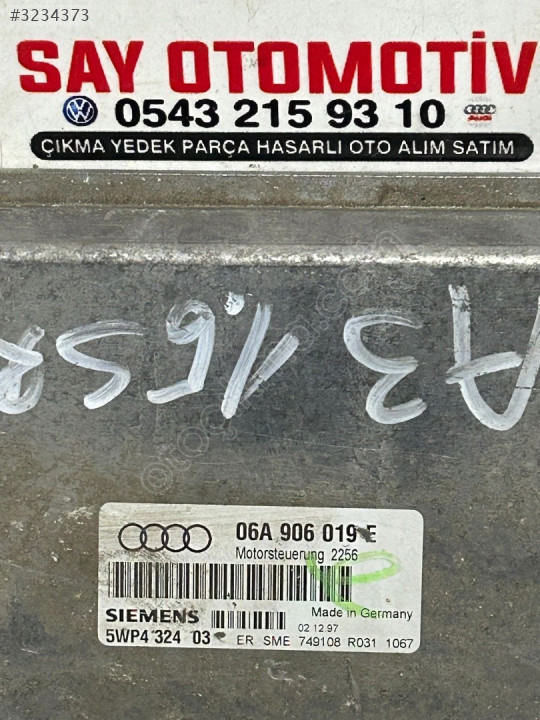 #3234373
SAY OTOMOTİV
0543 215 93 10
ÇIKMA YEDEK PARÇA HASARLI OTO ALIM SATIM
A3 1.6 SR
06A 906 019 E
Motorsteuerung 2256
SIEMENS
Made in Germany
02.12.97
5WP4 324 03
ER SME 749108 R031 1067